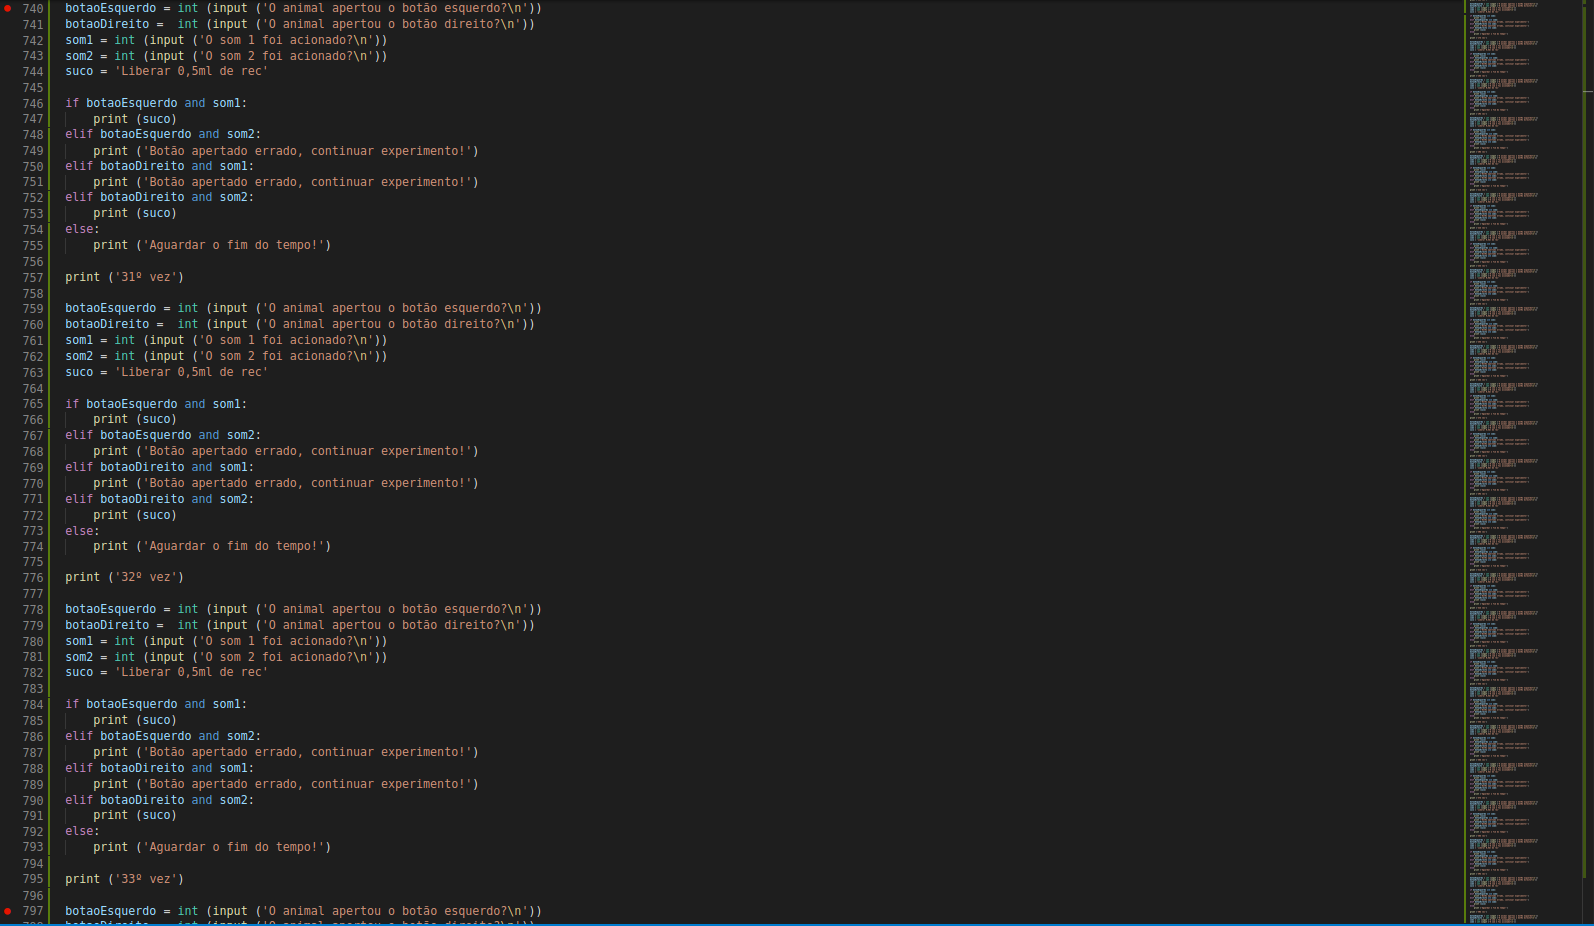 740 botaoEsquerdo = int (input ('O animal apertou o botão esquerdo?\n'))
741 botaoDireito =  int (input ('O animal apertou o botão direito?\n'))
742 som1 = int (input ('O som 1 foi acionado?\n'))
743 som2 = int (input ('O som 2 foi acionado?\n'))
744 suco = 'Liberar 0,5ml de rec'
745
746 if botaoEsquerdo and som1:
747     print (suco)
748 elif botaoEsquerdo and som2:
749     print ('Botão apertado errado, continuar experimento!')
750 elif botaoDireito and som1:
751     print ('Botão apertado errado, continuar experimento!')
752 elif botaoDireito and som2:
753     print (suco)
754 else:
755     print ('Aguardar o fim do tempo!')
756
757 print ('31º vez')
758
759 botaoEsquerdo = int (input ('O animal apertou o botão esquerdo?\n'))
760 botaoDireito =  int (input ('O animal apertou o botão direito?\n'))
761 som1 = int (input ('O som 1 foi acionado?\n'))
762 som2 = int (input ('O som 2 foi acionado?\n'))
763 suco = 'Liberar 0,5ml de rec'
764
765 if botaoEsquerdo and som1:
766     print (suco)
767 elif botaoEsquerdo and som2:
768     print ('Botão apertado errado, continuar experimento!')
769 elif botaoDireito and som1:
770     print ('Botão apertado errado, continuar experimento!')
771 elif botaoDireito and som2:
772     print (suco)
773 else:
774     print ('Aguardar o fim do tempo!')
775
776 print ('32º vez')
777
778 botaoEsquerdo = int (input ('O animal apertou o botão esquerdo?\n'))
779 botaoDireito =  int (input ('O animal apertou o botão direito?\n'))
780 som1 = int (input ('O som 1 foi acionado?\n'))
781 som2 = int (input ('O som 2 foi acionado?\n'))
782 suco = 'Liberar 0,5ml de rec'
783
784 if botaoEsquerdo and som1:
785     print (suco)
786 elif botaoEsquerdo and som2:
787     print ('Botão apertado errado, continuar experimento!')
788 elif botaoDireito and som1:
789     print ('Botão apertado errado, continuar experimento!')
790 elif botaoDireito and som2:
791     print (suco)
792 else:
793     print ('Aguardar o fim do tempo!')
794
795 print ('33º vez')
796
797 botaoEsquerdo = int (input ('O animal apertou o botão esquerdo?\n'))